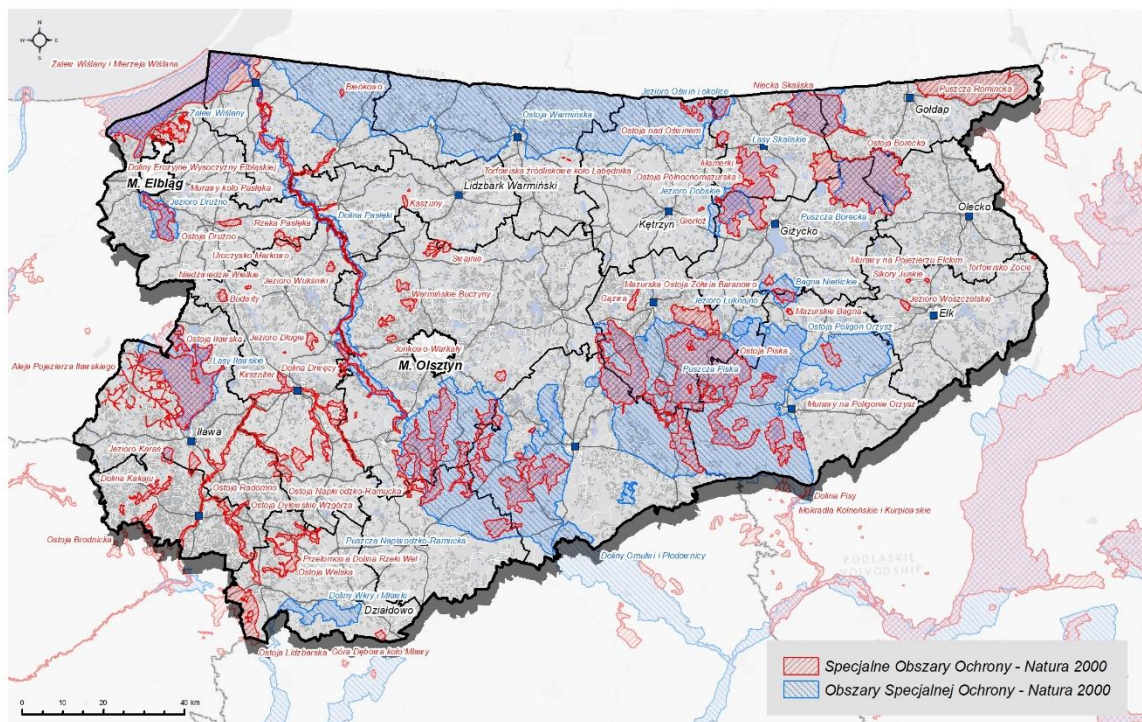 N
W
E
S
Zalew Wiślany i Mierzeja Wiślana
Bieńkowo
Jezioro Oświn i okolice
Niecka Skaliska
Puszcza Romincka
Gołdap
Zalew Wiślany
Ostoja Warmińska
Ostoja nad Oświnem
Lasy Skaliskie
Ostoja Borecka
Doliny Erozyjne Wysoczyzny Elbląskiej
Mamerki
Torfowiska źródliskowe koło Łabędnika
Ostoja Północnomazurska
M. Elbląg
Murawy koło Pasłęka
Lidzbark Warmiński
Jezioro Drużno
Kaszuny
Jezioro Dobskie
Olecko
Dolina Pasłęki
Rzeka Pasłęka
Kętrzyn
Gierłoż
Puszcza Borecka
Giżycko
Ostoja Drużno
Uroczysko Markowo
Swajnie
Murawy na Pojezierzu Ełckim
Niedźwiedzie Wielkie
Jezioro Wukśniki
Sikory Juskie
Torfowisko Zocie
Mazurska Ostoja Żółwia Baranowo
Bagna Nietlickie
Budwity
Warmińskie Buczyny
Gązwa
Jezioro Łuknajno
Jezioro Woszczelskie
Mazurskie Bagna
Ełk
Ostoja Poligon Orzysz
Ostoja Iławska
Jezioro Długie
Jonkowo-Warkały
Ostoja Piska
Lasy Iławskie
Dolina Drwęcy
M. Olsztyn
Aleje Pojezierza Iławskiego
Kirsznitter
Puszcza Piska
Murawy na Poligonie Orzysz
Iława
Jezioro Karaś
Dolina Kakaju
Ostoja Radomno
Ostoja Napiwodzko-Ramucka
Dolina Pisy
Ostoja Dylewskie Wzgórza
Mokradła Kolneńskie i Kurpiowskie
Ostoja Brodnicka
Puszcza Napiwodzko-Ramucka
Doliny Omulwi i Płodownicy
Przełomowa Dolina Rzeki Wel
PODLASKIE
VOIVODSHIP
Ostoja Welska
Doliny Wkry i Mławki
Działdowo
Ostoja Lidzbarska
Góra Dębowa koło Mławy
Specjalne Obszary Ochrony - Natura 2000
Obszary Specjalnej Ochrony - Natura 2000
0 10 20 40 km